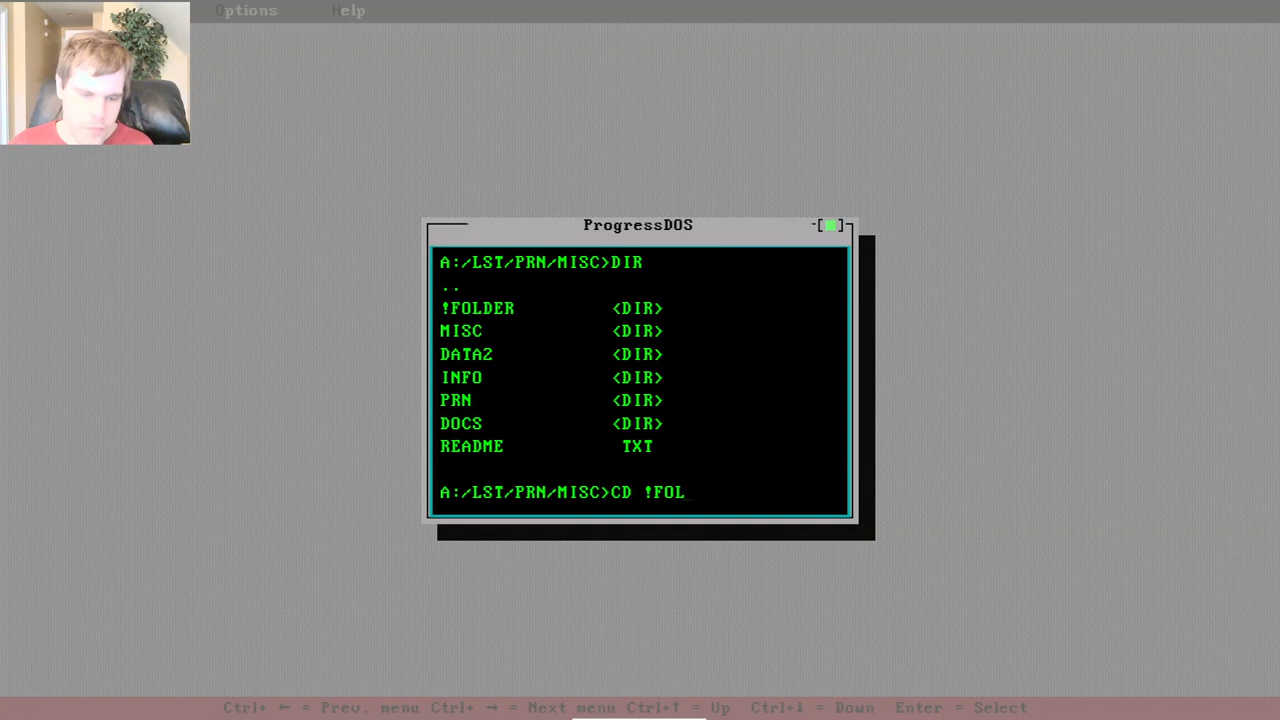 Options Help
ProgressDOS
A:/LST/PRN/MISC>DIR
..
!FOLDER <DIR>
MISC <DIR>
DATA2 <DIR>
INFO <DIR>
PRN <DIR>
DOCS <DIR>
README TXT
A:/LST/PRN/MISC>CD !FOL_
Ctrl+ ← = Prev. menu Ctrl+ → = Next menu Ctrl+↑ = Up Ctrl+↓ = Down Enter = Select